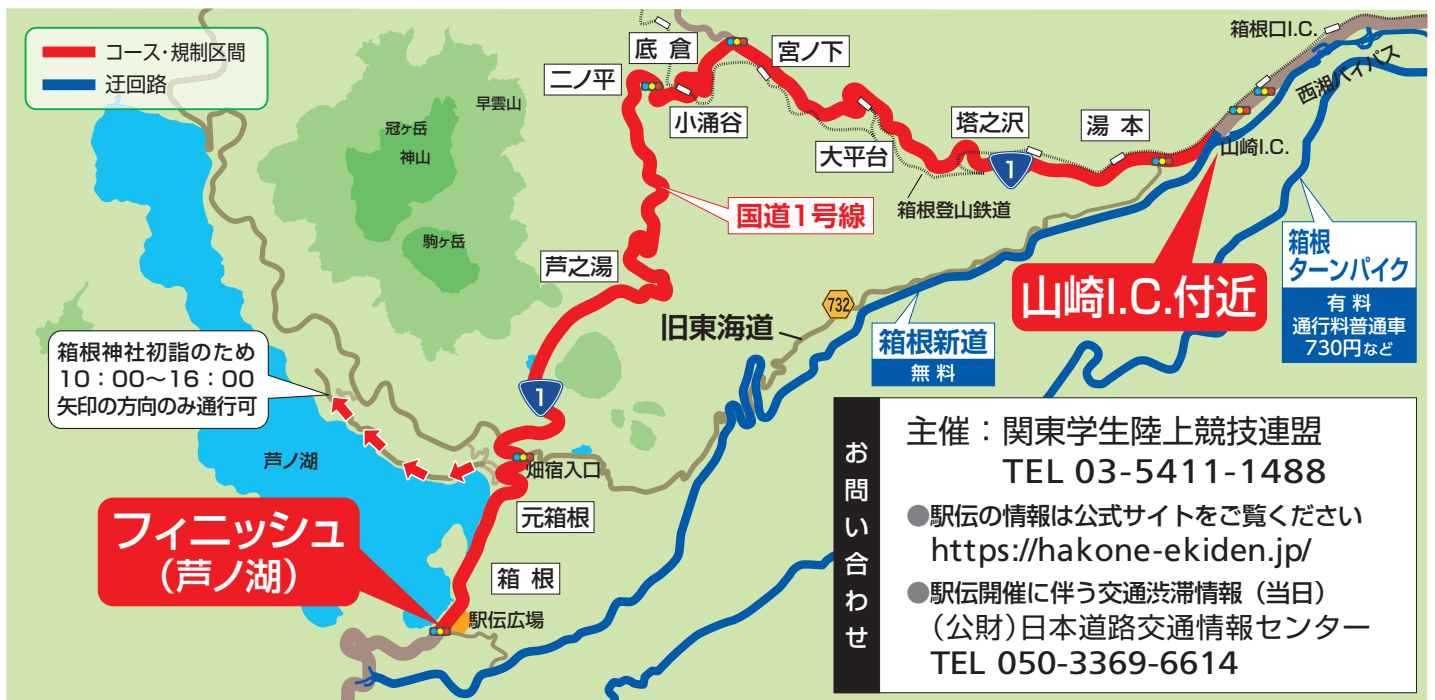 コース・規制区間
迂回路
早雲山
冠ヶ岳
神山
駒ヶ岳
底倉
二ノ平
宮ノ下
小涌谷
大平台
塔之沢
湯本
1
箱根登山鉄道
箱根口I.C.
西湘バイパス
山崎I.C.
国道1号線
芦之湯
山崎I.C.付近
箱根
ターンパイク
有料
通行料普通車
730円など
732
旧東海道
箱根新道
無料
箱根神社初詣のため
10：00〜16：00
矢印の方向のみ通行可
1
芦ノ湖
畑宿入口
元箱根
フィニッシュ
(芦ノ湖)
箱根
駅伝広場
お問い合わせ
主催：関東学生陸上競技連盟
TEL 03-5411-1488
●駅伝の情報は公式サイトをご覧ください
https://hakone-ekiden.jp/
●駅伝開催に伴う交通渋滞情報（当日）
(公財)日本道路交通情報センター
TEL 050-3369-6614